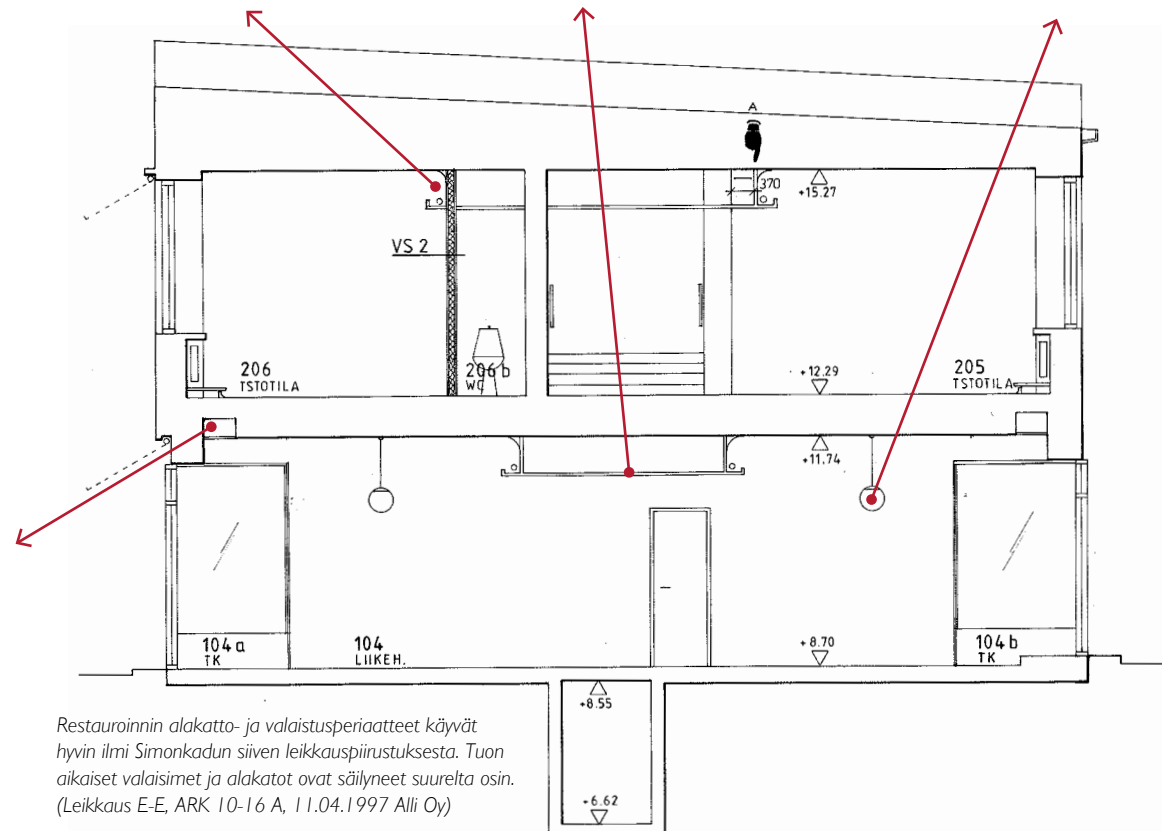 A
370
+15.27
VS 2
206
TSTOTILA
206 b
WC
+12.29
205
TSTOTILA
+11.74
104 a
TK
104
LIIKEH.
+ 8.70
104 b
TK
+8.55
+6.62
Restauroinnin alakatto- ja valaistusperiaatteet käyvät
hyvin ilmi Simonkadun siiven leikkauspiirustuksesta. Tuon
aikaiset valaisimet ja alakatot ovat säilyneet suurelta osin.
(Leikkaus E-E, ARK 10-16 A, 11.04.1997 Alli Oy)